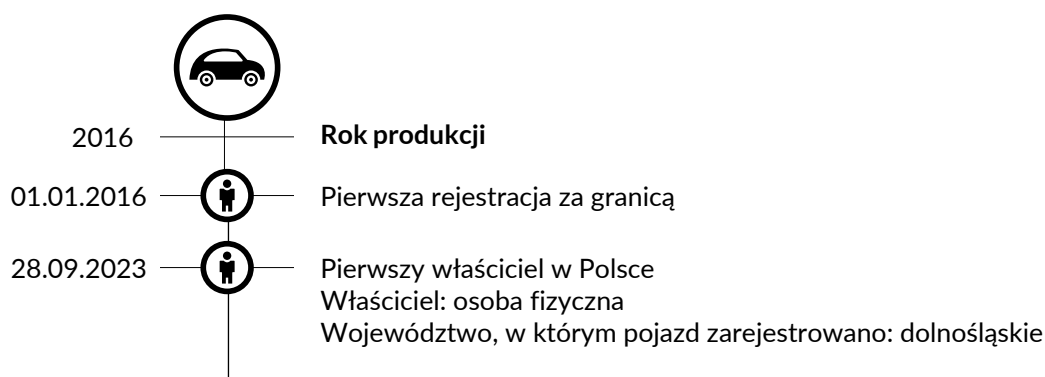 2016 Rok produkcji
01.01.2016 Pierwsza rejestracja za granicą
28.09.2023 Pierwszy właściciel w Polsce
Właściciel: osoba fizyczna
Województwo, w którym pojazd zarejestrowano: dolnośląskie